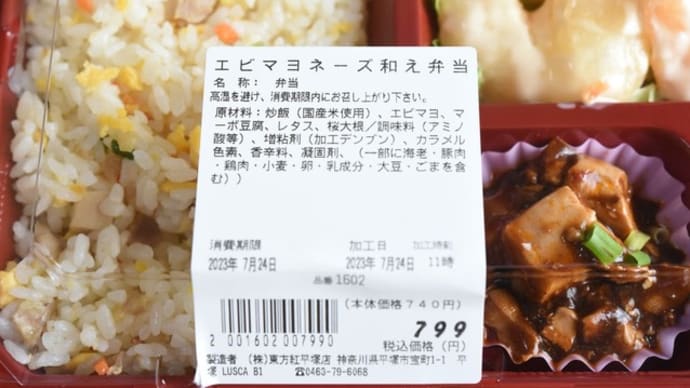 エビマヨネーズ和え弁当
名 称： 弁当
高温を避け、消費期限内にお召し上がり下さい。
原材料：炒飯（国産米使用）、エビマヨ、マ
ーボ豆腐、レタス、桜大根／調味料（アミノ
酸等）、増粘剤（加工デンプン）、カラメル
色素、香辛料、凝固剤、（一部に海老・豚肉
・鶏肉・小麦・卵・乳成分・大豆・ごまを含
む））
消費期限 加工日 加工時刻
2023年 7月24日 2023年 7月24日 11時
品番 1602
（本体価格７４０円）
799
2 001602 007990 税込価格（円）
製造者 （株）東方紅平塚店 神奈川県平塚市宝町1-1 平
塚 LUSCA B1 ☎0463-79-6068